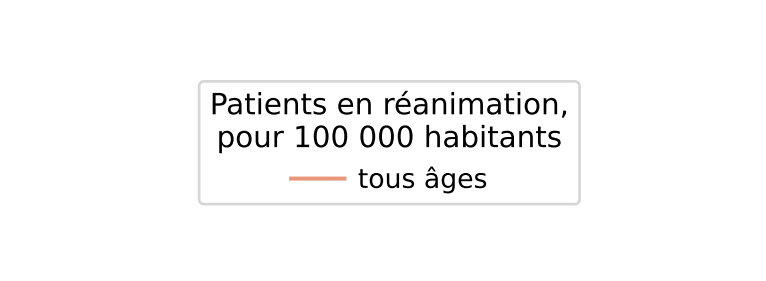 Patients en réanimation,
pour 100 000 habitants
tous âges